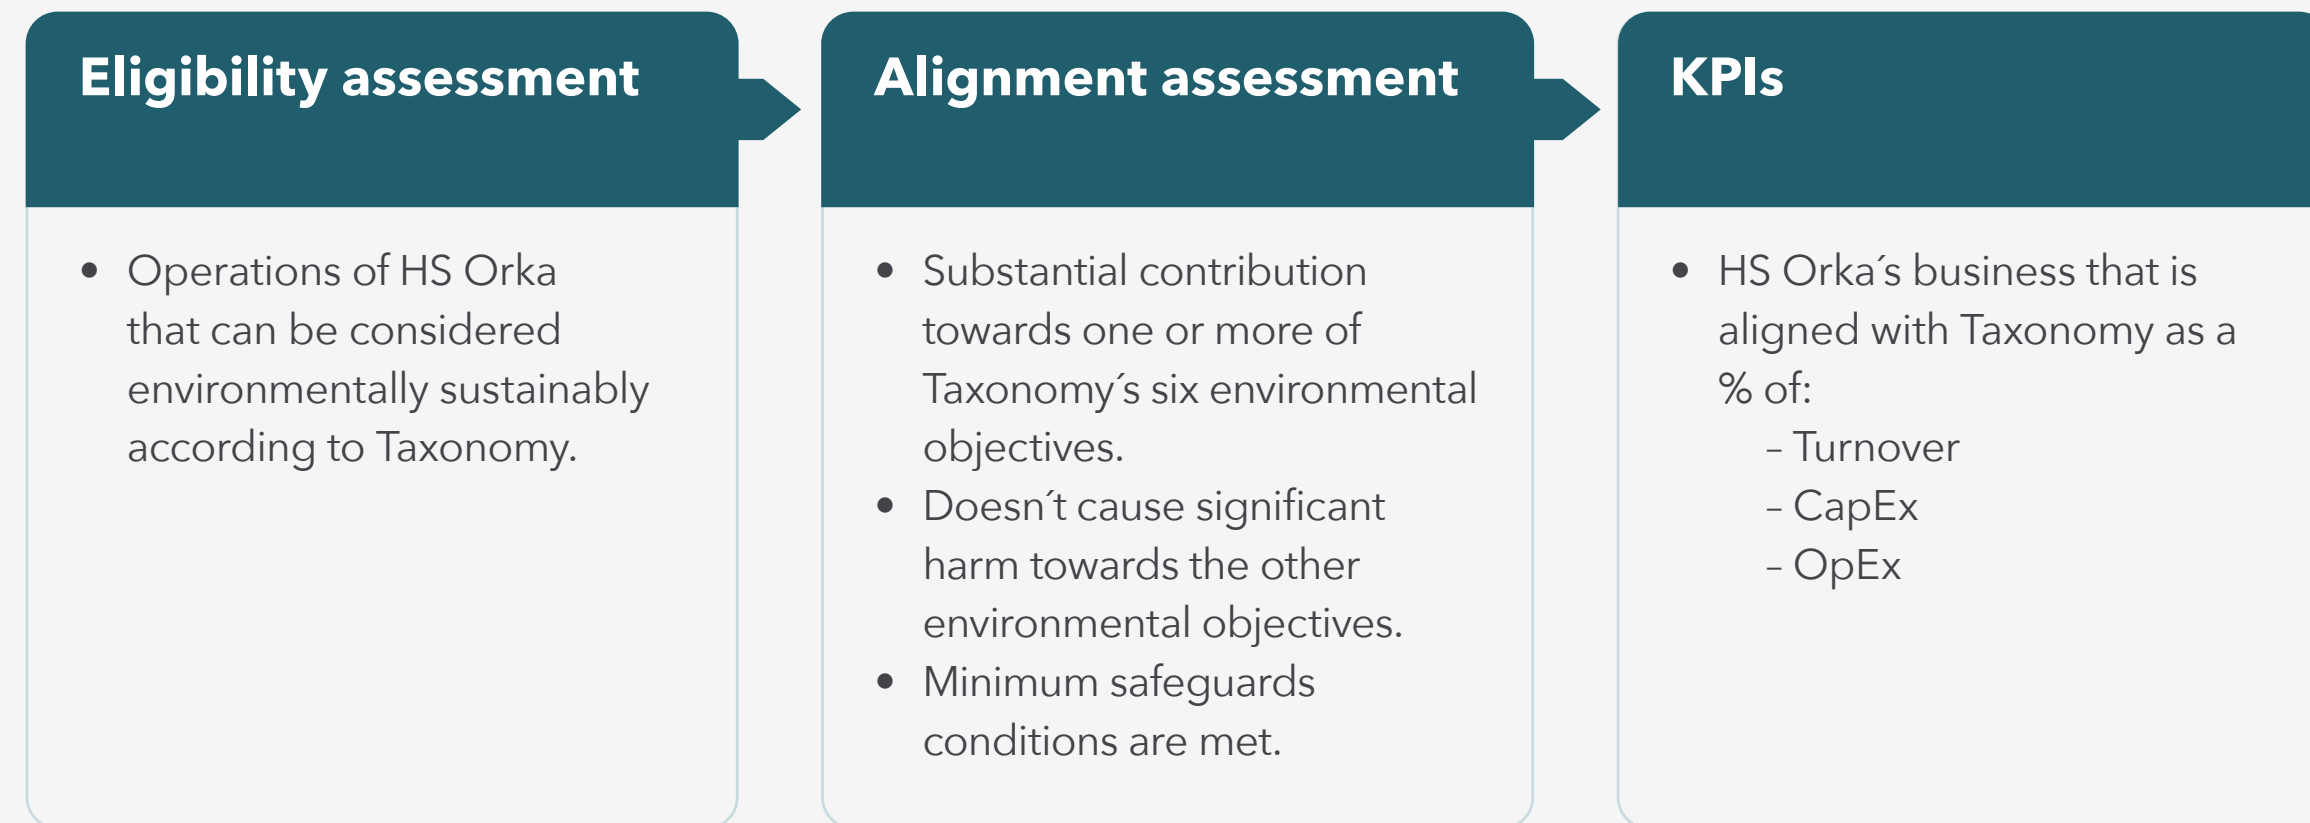 Eligibility assessment
• Operations of HS Orka
that can be considered
environmentally sustainably
according to Taxonomy.
Alignment assessment
• Substantial contribution
towards one or more of
Taxonomy´s six environmental
objectives.
• Doesn´t cause significant
harm towards the other
environmental objectives.
• Minimum safeguards
conditions are met.
KPIs
• HS Orka´s business that is
aligned with Taxonomy as a
% of:
– Turnover
– CapEx
– OpEx